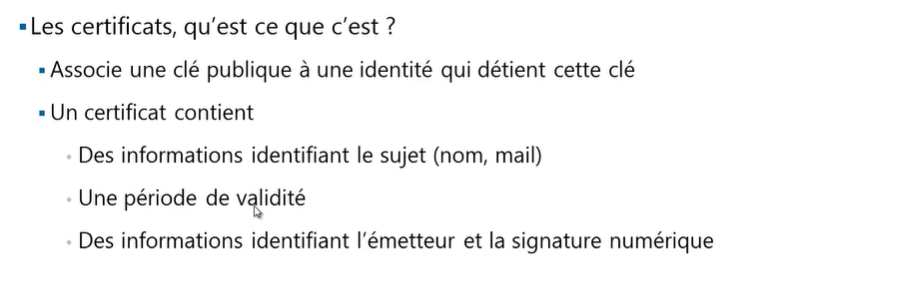 Les certificats, qu’est ce que c’est ?
Associe une clé publique à une identité qui détient cette clé
Un certificat contient
Des informations identifiant le sujet (nom, mail)
Une période de validité
Des informations identifiant l’émetteur et la signature numérique